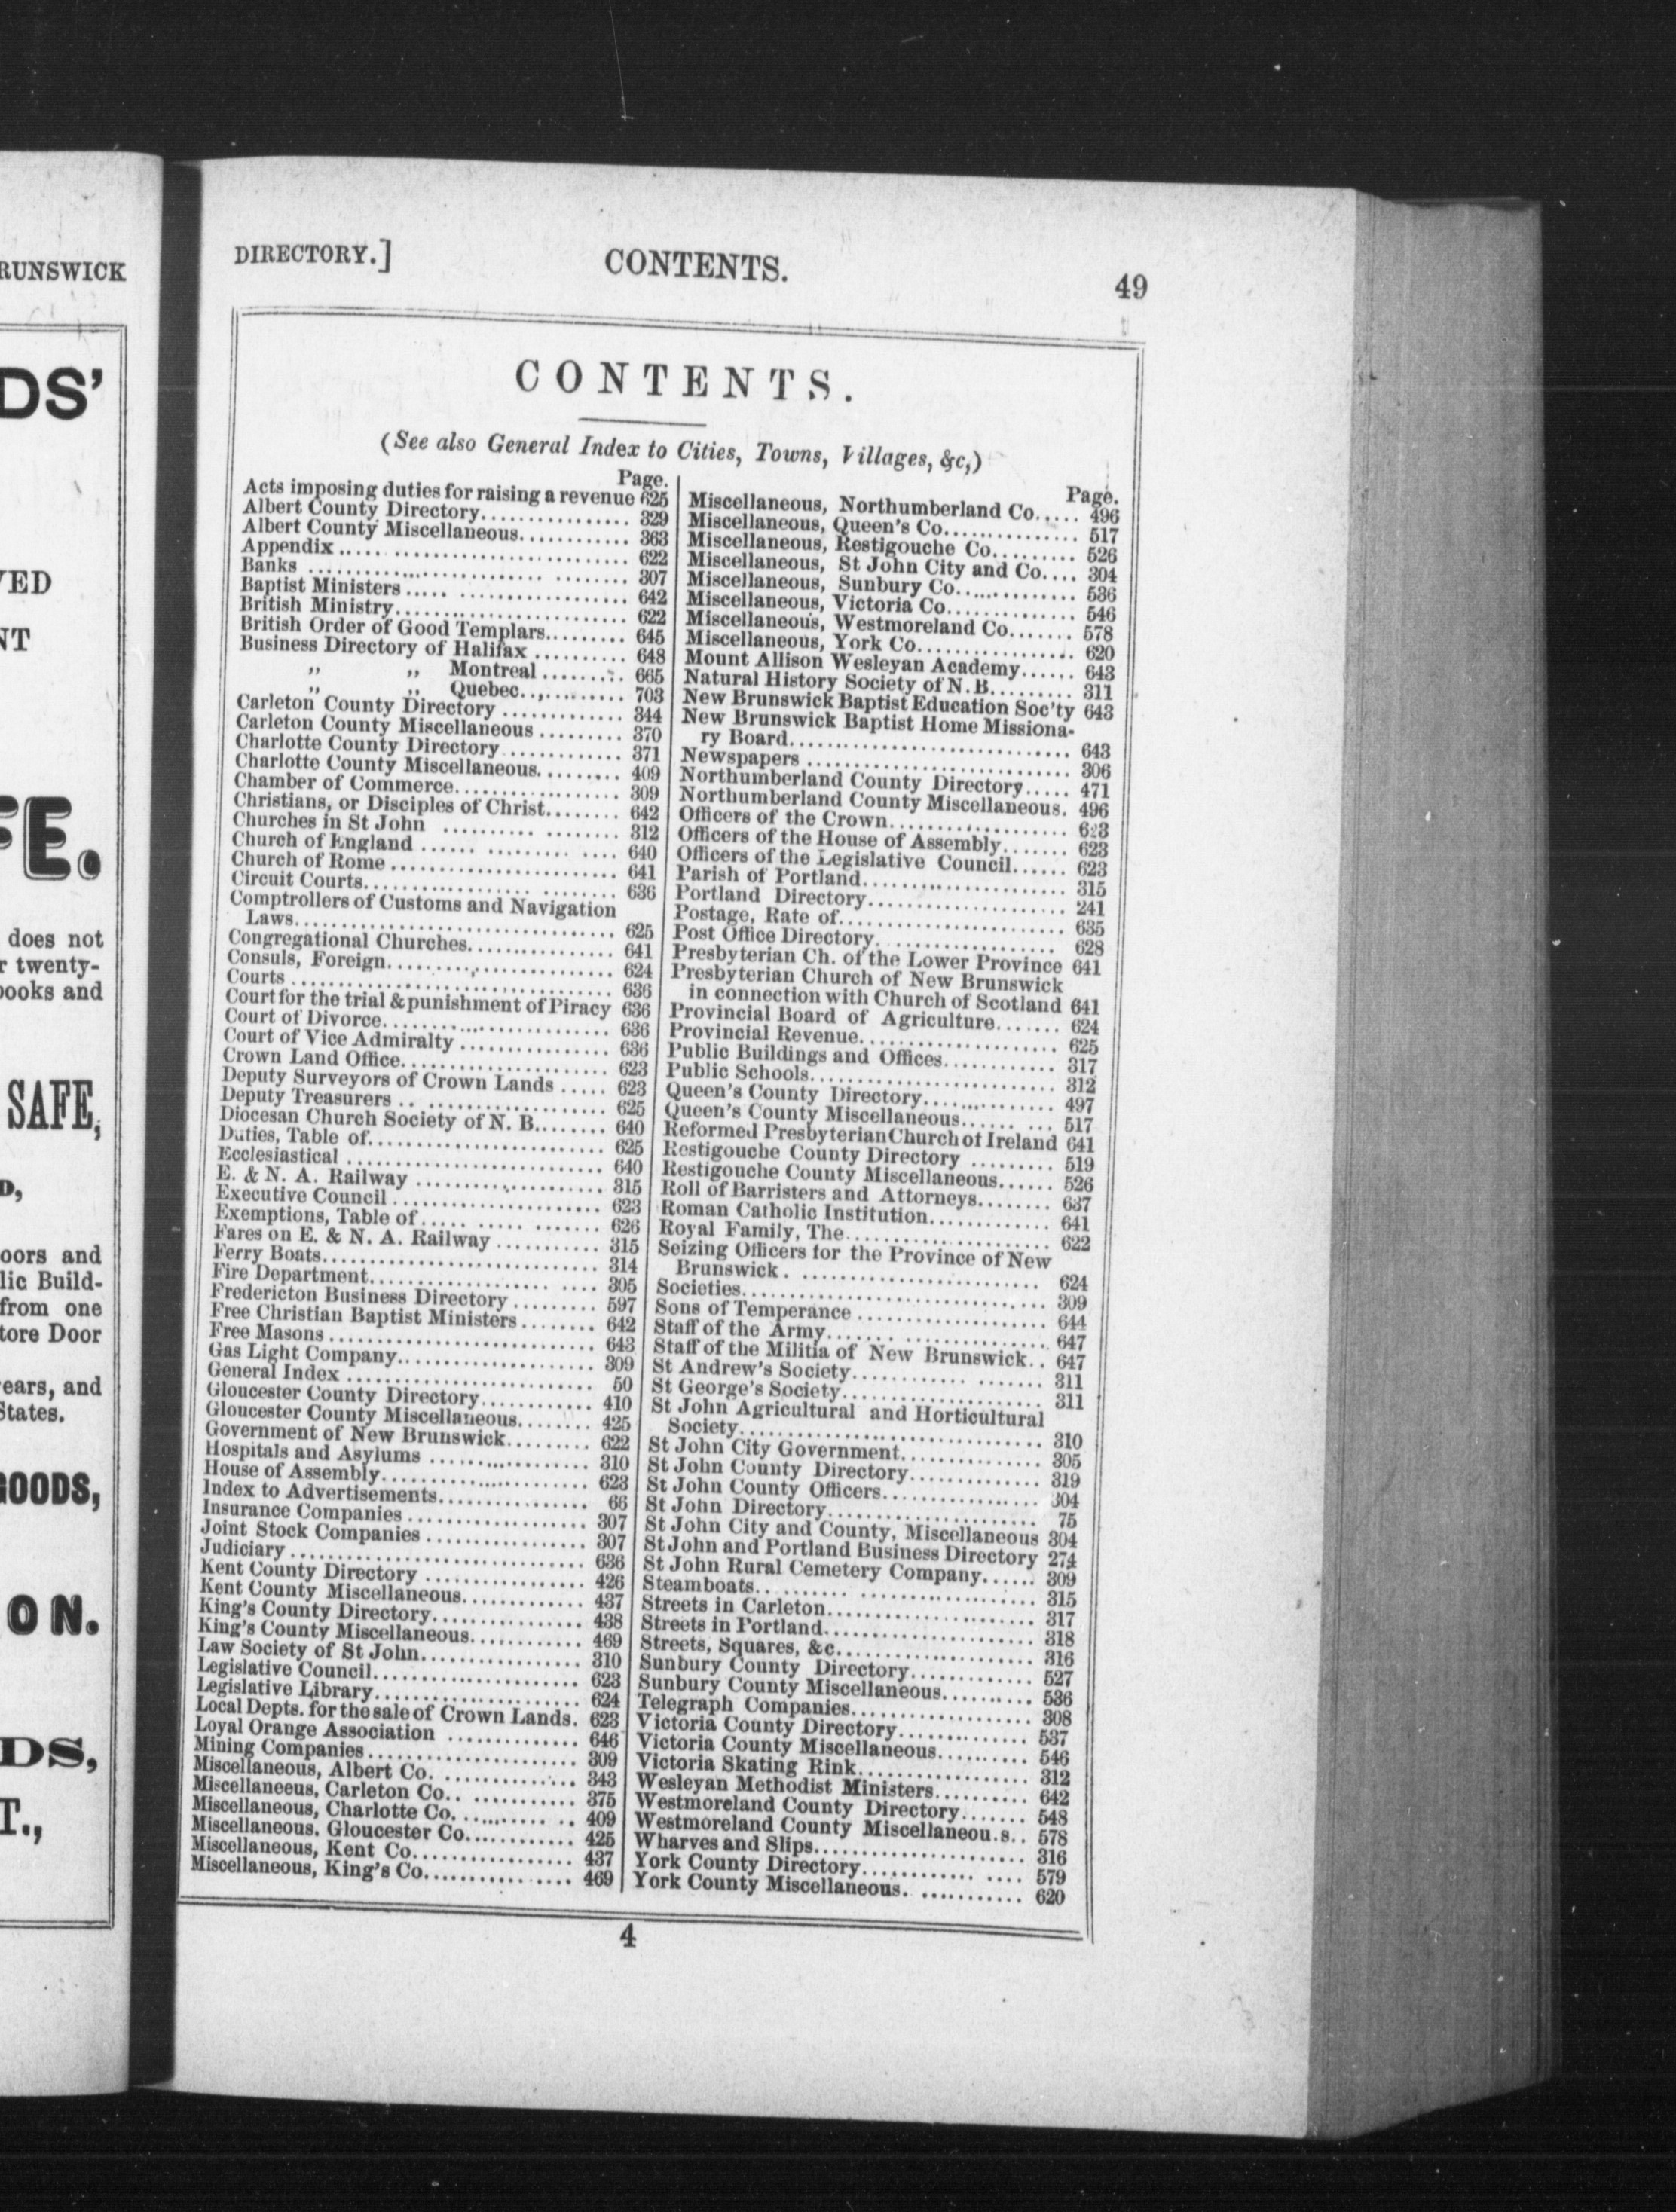 RUNSWICK
DS'
VED
NT
FE.
does not
r twenty-
books and
SAFE,
D,
oors and
lic Build-
from one
tore Door
ears, and
States.
GOODS,
ON.
DS,
T.,
DIRECTORY.] CONTENTS. 49
CONTENTS.
(See also General Index to Cities, Towns, Villages, &c,)
Page.
Acts imposing duties for raising a revenue 625
Albert County Directory................ 329
Albert County Miscellaneous............ 363
Appendix ..... ........................ 622
Banks ........................ ........ 307
Baptist Ministers ..... ................... 642
British Ministry........................ 622
British Order of Good Templars......... 645
Business Directory of Halifax .......... 648
„ „ Montreal ......... 665
„ „ Quebec........... 703
Carleton County Directory ............. 344
Carleton County Miscellaneous ......... 370
Charlotte County Directory ............ 371
Charlotte County Miscellaneous......... 409
Chamber of Commerce.................. 309
Christians, or Disciples of Christ........ 642
Churches in St John .......... ........ 312
Church of England ...... ......... .... 640
Church of Rome ....................... 641
Circuit Courts................. ........ 636
Comptrollers of Customs and Navigation
Laws................................. 625
Congregational Churches............... 641
Consuls, Foreign....................... 624
Courts ................................ 636
Court for the trial & punishment of Piracy 636
Court of Divorce....................... 636
Court of Vice Admiralty ............... 636
Crown Land Office..................... 623
Deputy Surveyors of Crown Lands ..... 623
Deputy Treasurers .. .................. 625
Diocesan Church Society of N. B........ 640
Duties, Table of........................ 625
Ecclesiastical .......................... 640
E. & N. A. Railway .................... 315
Executive Council ..................... 623
Exemptions, Table of..... ..... ....... 626
Fares on E. & N. A. Railway ........... 315
Ferry Boats............................ 314
Fire Department.................. .... 305
Fredericton Business Directory ......... 597
Free Christian Baptist Ministers........ 642
Free Masons ........................... 643
Gas Light Company.................... 309
General Index ......................... 50
Gloucester County Directory............ 410
Gloucester County Miscellaneous........ 425
Government of New Brunswick......... 622
Hospitals and Asylums ................ 310
House of Assembly..................... 623
Index to Advertisements............... 66
Insurance Companies .................. 307
Joint Stock Companies ................ 307
Judiciary .............................. 636
Kent County Directory ................ 426
Kent County Miscellaneous............. 437
King's County Directory............... 438
King's County Miscellaneous............ 469
Law Society of St John................ 310
Legislative Council..................... 623
Legislative Library..................... 624
Local Depts. for the sale of Crown Lands. 623
Loyal Orange Association ............. 646
Mining Companies..................... 309
Miscellaneous, Albert Co. ............. 343
Miscellaneeus, Carleton Co.. ........... 375
Miscellaneous, Charlotte Co. .......... .. 409
Miscellaneous. Gloucester Co............ 425
Miscellaneous, Kent Co................ 437
Miscellaneous, King's Co........... .... 469
Page.
Miscellaneous, Northumberland Co..... 496
Miscellaneous, Queen's Co.............. 517
Miscellaneous, Restigouche Co......... 526
Miscellaneous, St John City and Co.... 304
Miscellaneous, Sunbury Co............. 536
Miscellaneous, Victoria Co............. 546
Miscellaneous, Westmoreland Co....... 578
Miscellaneous, York Co................ 620
Mount Allison Wesleyan Academy...... 643
Natural History Society of N. B......... 311
New Brunswick Baptist Education Soc'ty 643
New Brunswick Baptist Home Missiona-
ry Board............................. 643
Newspapers ........................... 306
Northumberland County Directory..... 471
Northumberland County Miscellaneous. 496
Officers of the Crown................... 623
Officers of the House of Assembly....... 623
Officers of the Legislative Council...... 623
Parish of Portland...................... 315
Portland Directory..................... 241
Postage, Rate of........................ 635
Post Office Directory................... 628
Presbyterian Ch. of the Lower Province 641
Presbyterian Church of New Brunswick
in connection with Church of Scotland 641
Provincial Board of Agriculture....... 624
Provincial Revenue.................... 625
Public Buildings and Offices............ 317
Public Schools......................... 312
Queen's County Directory.............. 497
Queen's County Miscellaneous...... ... 517
Reformed Presbyterian Church of Ireland 641
Restigouche County Directory ......... 519
Restigouche County Miscellaneous...... 526
Roll of Barristers and Attorneys........ 637
Roman Catholic Institution............. 641
Royal Family, The..................... 622
Seizing Officers for the Province of New
Brunswick. ......................... 624
Societies............................... 309
Sons of Temperance .................... 644
Staff of the Army....... ............... 647
Staff of the Militia of New Brunswick.. 647
St Andrew's Society............ ....... 311
St George's Society..................... 311
St John Agricultural and Horticultural
Society............................... 310
St John City Government............... 305
St John County Directory............. 319
St John County Officers................ 304
St John Directory...................... 75
St John City and County, Miscellaneous 304
St John and Portland Business Directory 274
St John Rural Cemetery Company...... 309
Steamboats.. ......... .................. 315
Streets in Carleton..................... 317
Streets in Portland..................... 318
Streets, Squares, &c.................... 316
Sunbury County Directory............. 527
Sunbury County Miscellaneous......... 536
Telegraph Companies................... 308
Victoria County Directory.............. 537
Victoria County Miscellaneous.......... 546
Victoria Skating Rink.................. 312
Wesleyan Methodist Ministers.......... 642
Westmoreland County Directory....... 548
Westmoreland County Miscellaneou.s.. 578
Wharves and Slips..................... 316
York County Directory............ .... 579
York County Miscellaneous. ........... 620
4